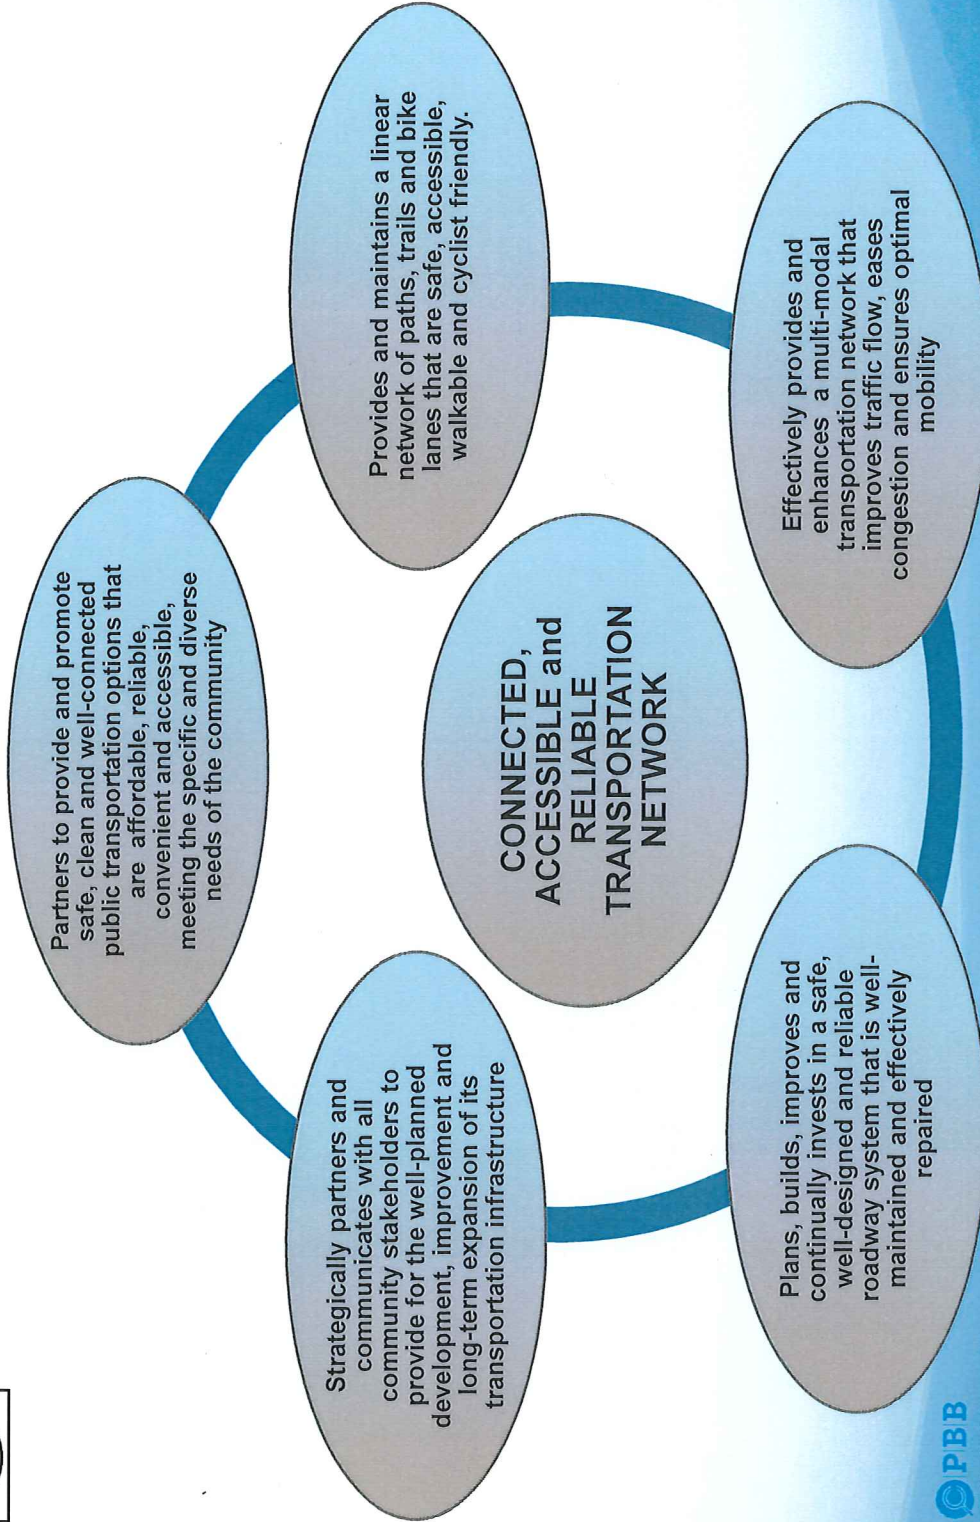 Partners to provide and promote
safe, clean and well-connected
public transportation options that
are affordable, reliable,
convenient and accessible,
meeting the specific and diverse
needs of the community
Provides and maintains a linear
network of paths, trails and bike
lanes that are safe, accessible,
walkable and cyclist friendly.
Effectively provides and
enhances a multi-modal
transportation network that
improves traffic flow, eases
congestion and ensures optimal
mobility
Plans, builds, improves and
continually invests in a safe,
well-designed and reliable
roadway system that is well-
maintained and effectively
repaired
Strategically partners and
communicates with all
community stakeholders to
provide for the well-planned
development, improvement and
long-term expansion of its
transportation infrastructure
CONNECTED,
ACCESSIBLE and
RELIABLE
TRANSPORTATION
NETWORK
PBB